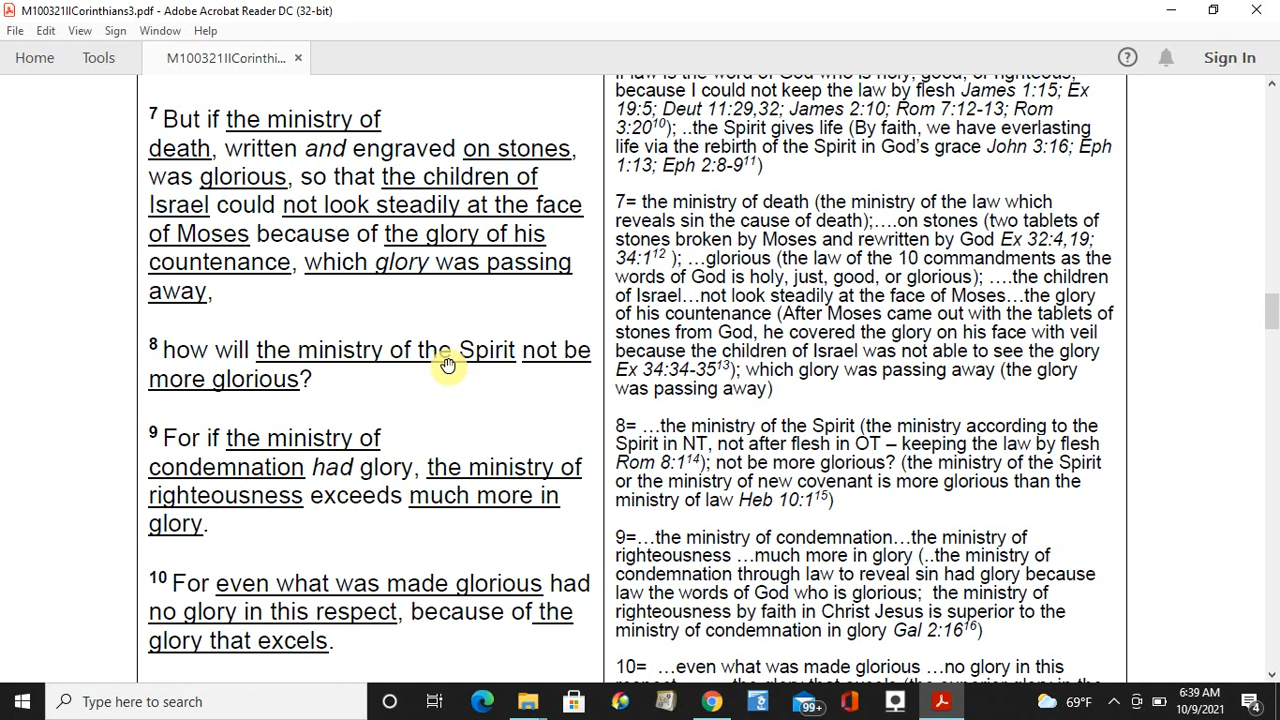 M100321IICorinthians3.pdf - Adobe Acrobat Reader DC (32-bit)
File Edit View Sign Window Help
Home Tools M100321IICorinthi... × Sign In
7 But if the ministry of
death, written and engraved on stones,
was glorious, so that the children of
Israel could not look steadily at the face
of Moses because of the glory of his
countenance, which glory was passing
away,
8 how will the ministry of the Spirit not be
more glorious?
9 For if the ministry of
condemnation had glory, the ministry of
righteousness exceeds much more in
glory.
10 For even what was made glorious had
no glory in this respect, because of the
glory that excels.
if law is the word of God who is holy, good, or righteous,
because I could not keep the law by flesh James 1:15; Ex
19:5; Deut 11:29,32; James 2:10; Rom 7:12-13; Rom
3:2010); ..the Spirit gives life (By faith, we have everlasting
life via the rebirth of the Spirit in God's grace John 3:16; Eph
1:13; Eph 2:8-911)
7= the ministry of death (the ministry of the law which
reveals sin the cause of death);....on stones (two tablets of
stones broken by Moses and rewritten by God Ex 32:4,19;
34:112 ); ...glorious (the law of the 10 commandments as the
words of God is holy, just, good, or glorious); ....the children
of Israel...not look steadily at the face of Moses...the glory
of his countenance (After Moses came out with the tablets of
stones from God, he covered the glory on his face with veil
because the children of Israel was not able to see the glory
Ex 34:34-3513); which glory was passing away (the glory
was passing away)
8= ...the ministry of the Spirit (the ministry according to the
Spirit in NT, not after flesh in OT – keeping the law by flesh
Rom 8:114); not be more glorious? (the ministry of the Spirit
or the ministry of new covenant is more glorious than the
ministry of law Heb 10:115)
9=...the ministry of condemnation...the ministry of
righteousness ...much more in glory (..the ministry of
condemnation through law to reveal sin had glory because
law the words of God who is glorious;  the ministry of
righteousness by faith in Christ Jesus is superior to the
ministry of condemnation in glory Gal 2:1616)
10=  ...even what was made glorious ...no glory in this
Type here to search 99+ 69°F 6:39 AM
10/9/2021 4